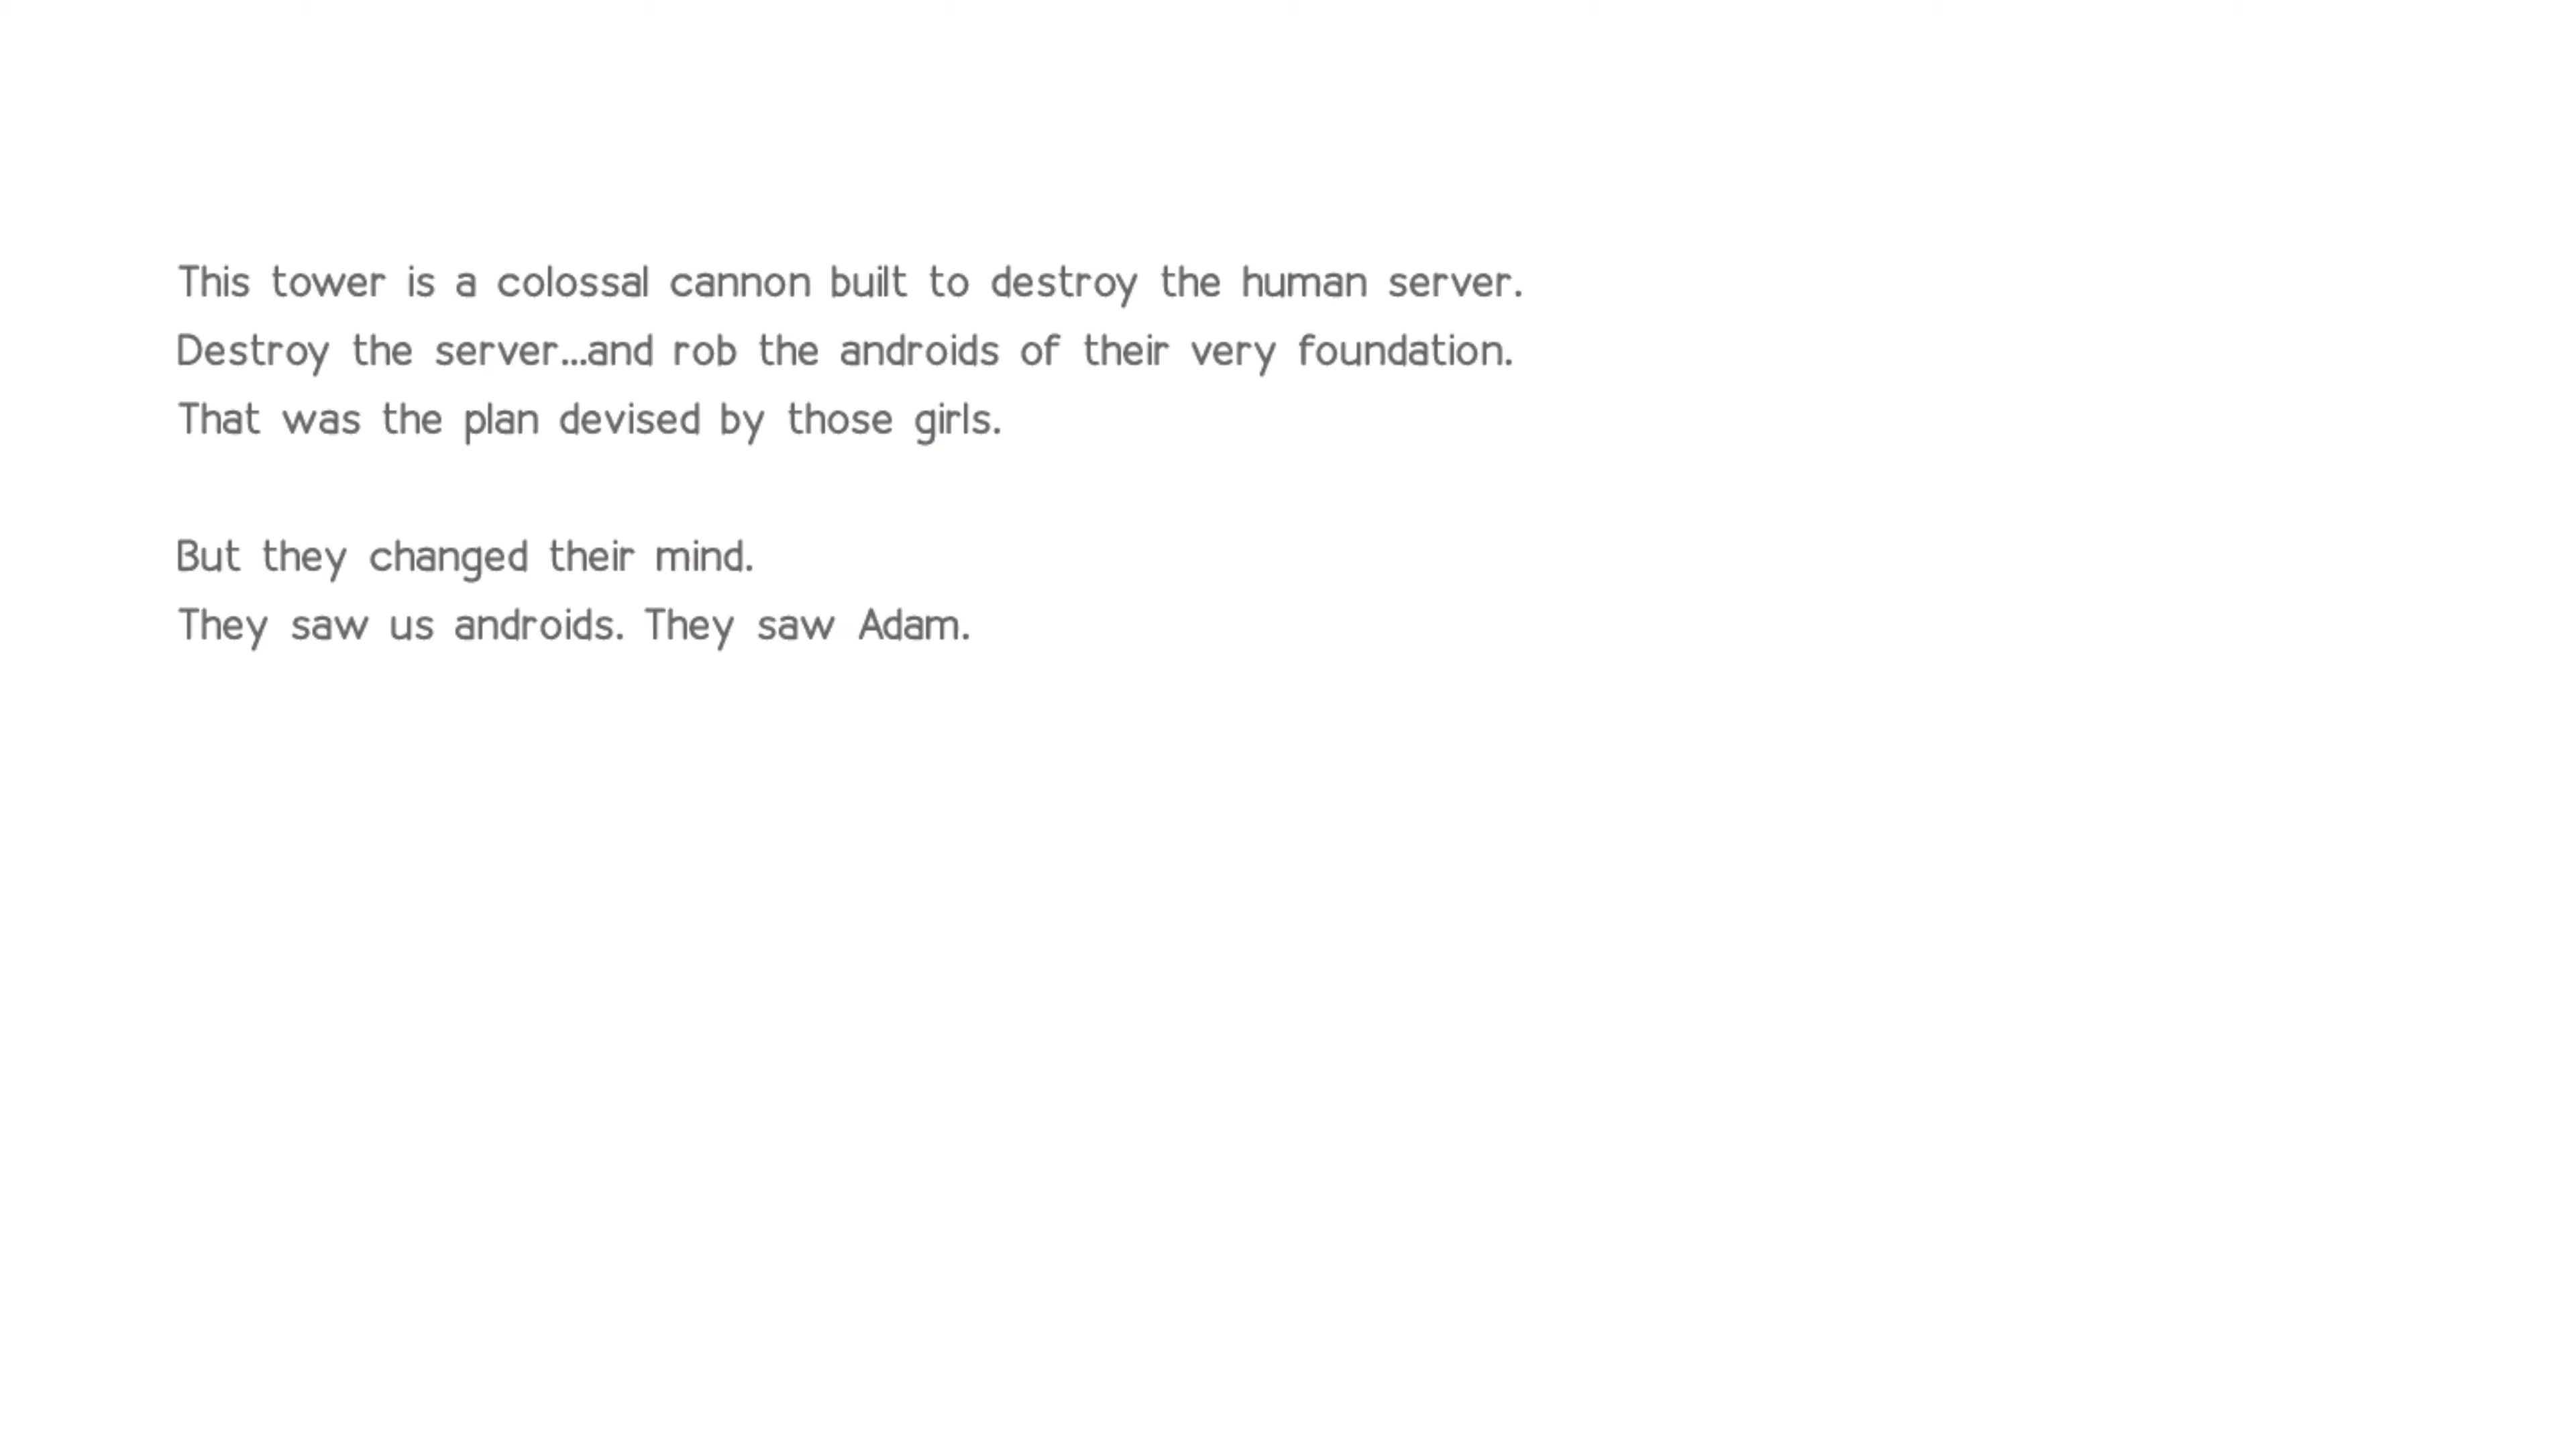 This tower is a colossal cannon built to destroy the human server.
Destroy the server...and rob the androids of their very foundation.
That was the plan devised by those girls.
But they changed their mind.
They saw us androids. They saw Adam.